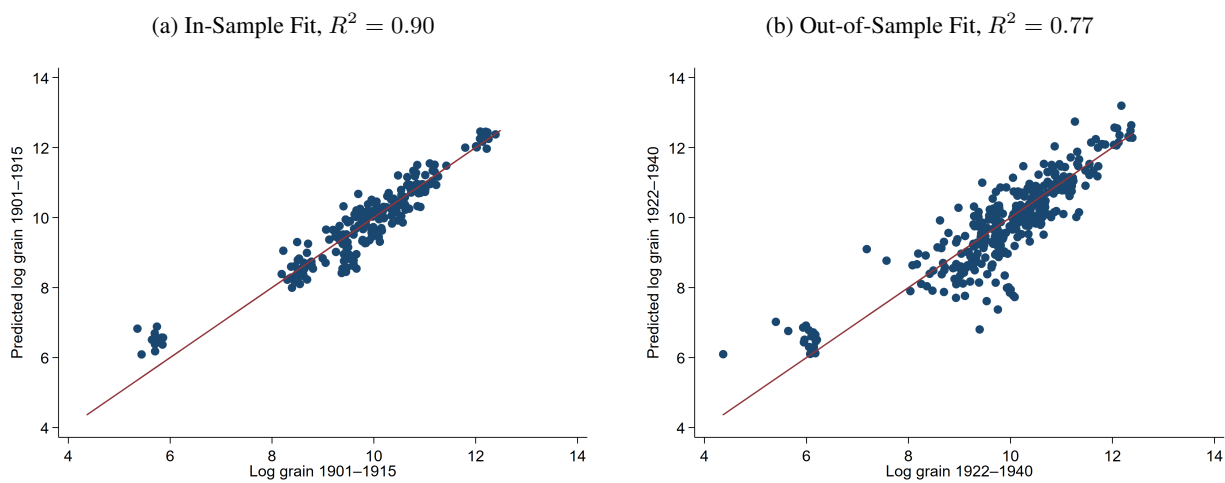 (a) In-Sample Fit, R² = 0.90
14
12
10
8
6
4
Predicted log grain 1901–1915
4 6 8 10 12 14
Log grain 1901–1915
(b) Out-of-Sample Fit, R² = 0.77
14
12
10
8
6
4
Predicted log grain 1922–1940
4 6 8 10 12 14
Log grain 1922–1940